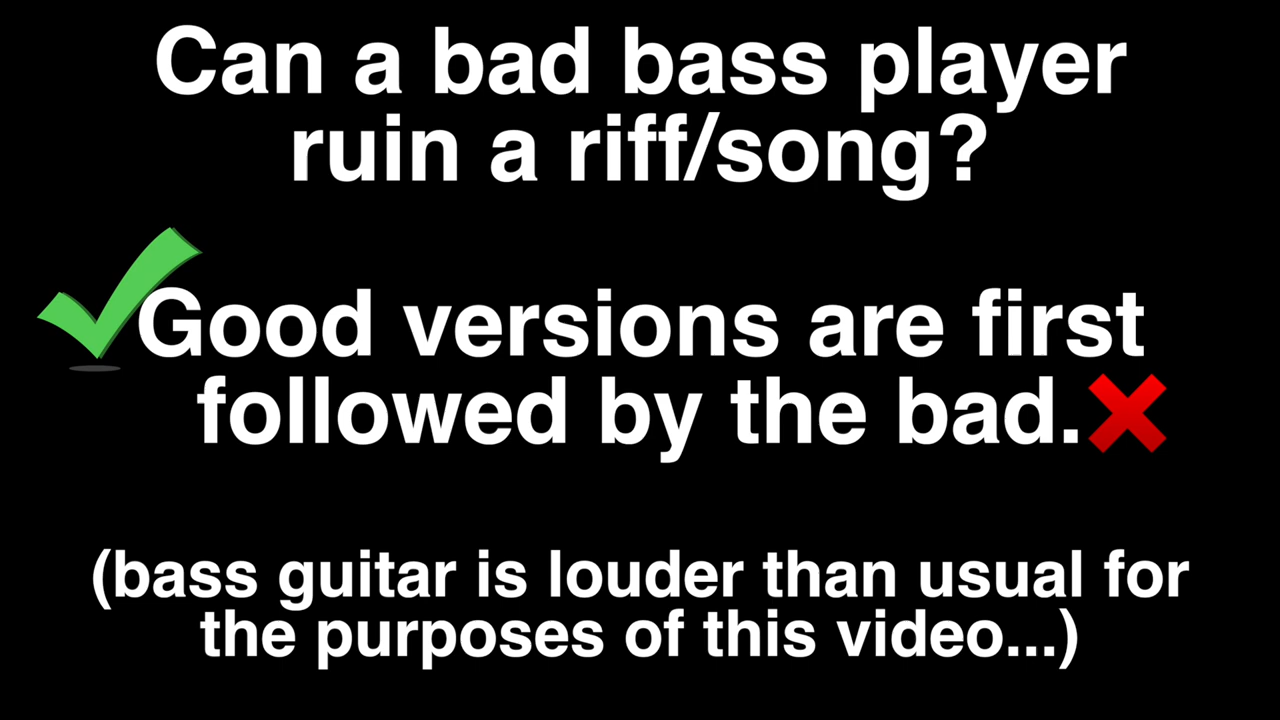 Can a bad bass player
ruin a riff/song?
Good versions are first
followed by the bad.
(bass guitar is louder than usual for
the purposes of this video...)